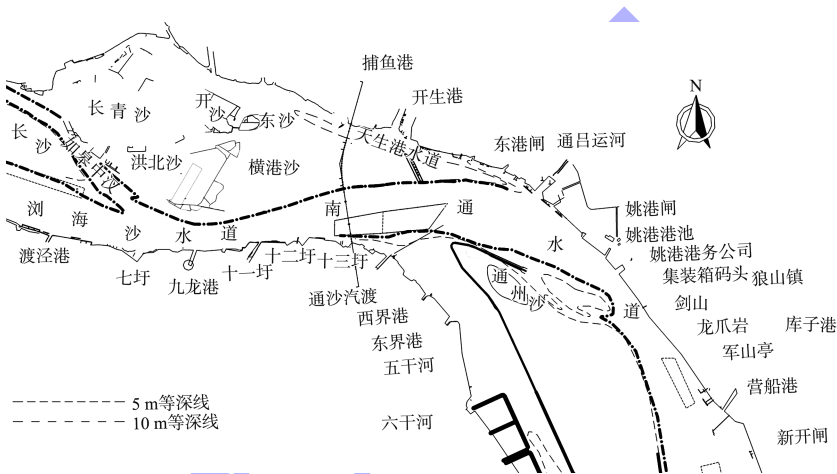 捕鱼港
N
开生港
长青沙
开沙
东沙
天生港水道
东港闸
通吕运河
长沙
洪北沙
横港沙
浏海沙水道
南通水道
姚港闸
姚港港池
姚港港务公司
集装箱码头
狼山镇
渡泾港
七圩
九龙港
十一圩
十二圩
十三圩
通州沙
剑山
通沙汽渡
西界港
龙爪岩
库子港
东界港
军山亭
五干河
营船港
5 m等深线
10 m等深线
六干河
新开闸